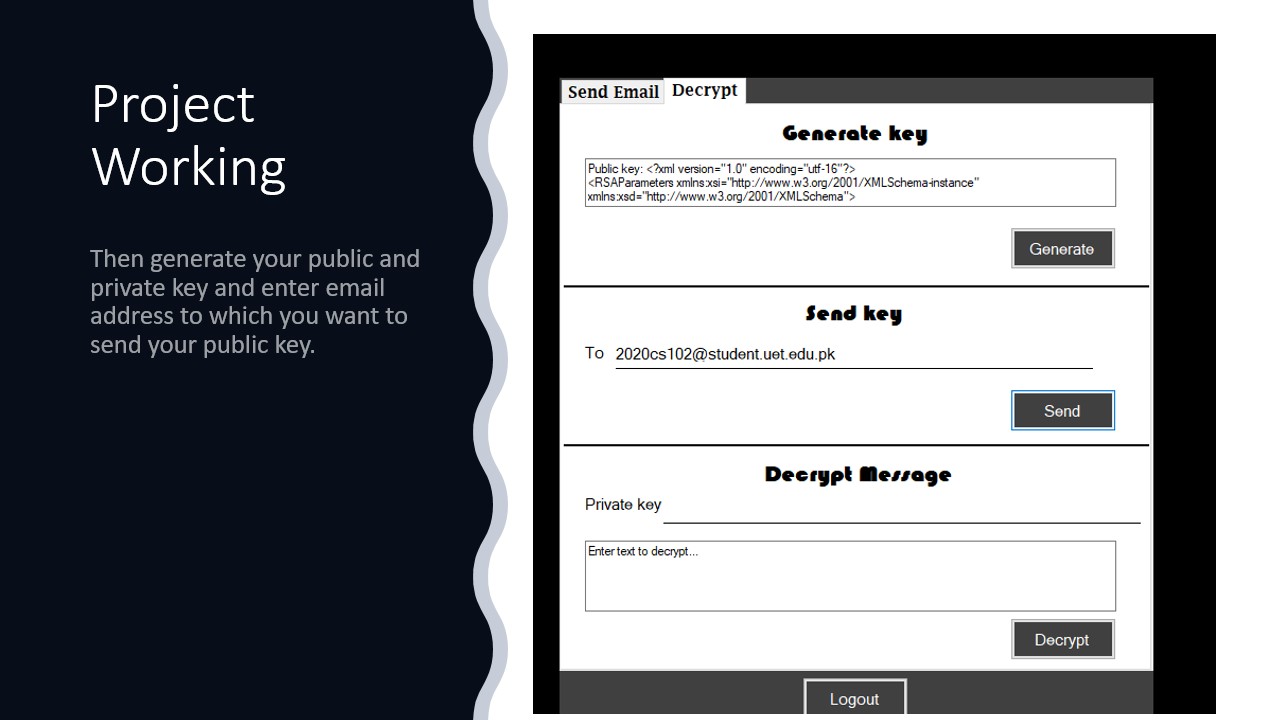 Project
Working
Then generate your public and
private key and enter email
address to which you want to
send your public key.
Send Email
Decrypt
Generate key
Public key: <?xml version="1.0" encoding="utf-16"?>
<RSAParameters xmlns:xsi="http://www.w3.org/2001/XMLSchema-instance"
xmlns:xsd="http://www.w3.org/2001/XMLSchema">
Generate
Send key
To 2020cs102@student.uet.edu.pk
Send
Decrypt Message
Private key
Enter text to decrypt...
Decrypt
Logout